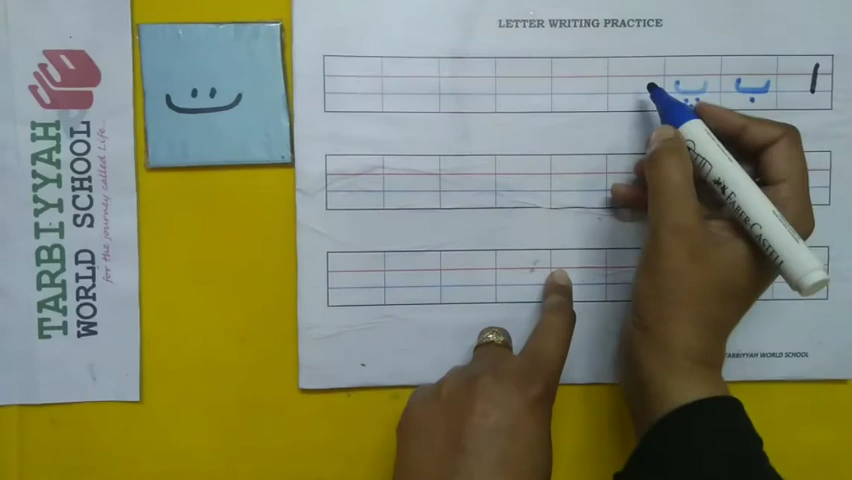 LETTER WRITING PRACTICE
ا ب پ
ت
TARBIYYAH
WORLD SCHOOL
for the journey called Life...
FABER CASTELL
TARBIYYAH WORLD SCHOOL